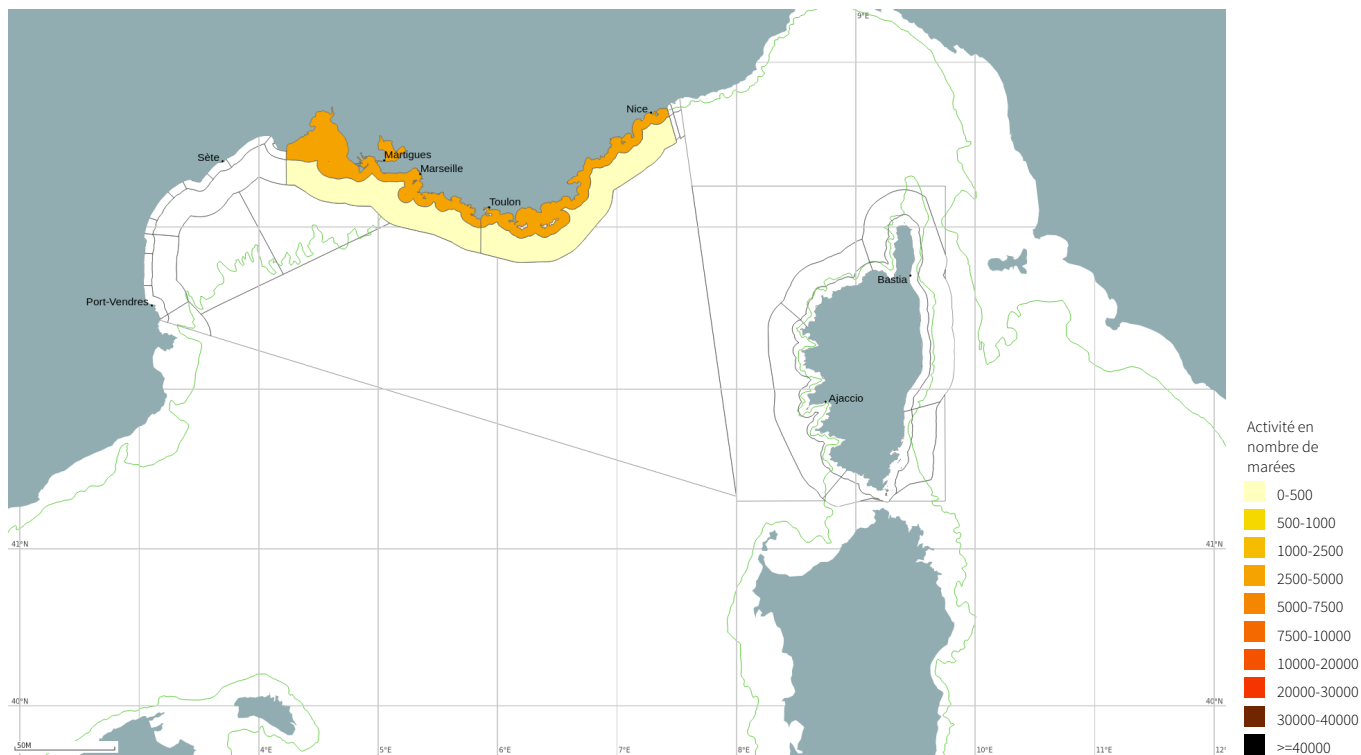 9°E
Nice
Sète
Martigues
Marseille
Toulon
Bastia
Port-Vendres
Ajaccio
41°N
41°N
40°N
40°N
50M
4°E
5°E
6°E
7°E
8°E
10°E
11°E
12°
Activité en
nombre de
marées
0-500
500-1000
1000-2500
2500-5000
5000-7500
7500-10000
10000-20000
20000-30000
30000-40000
>=40000